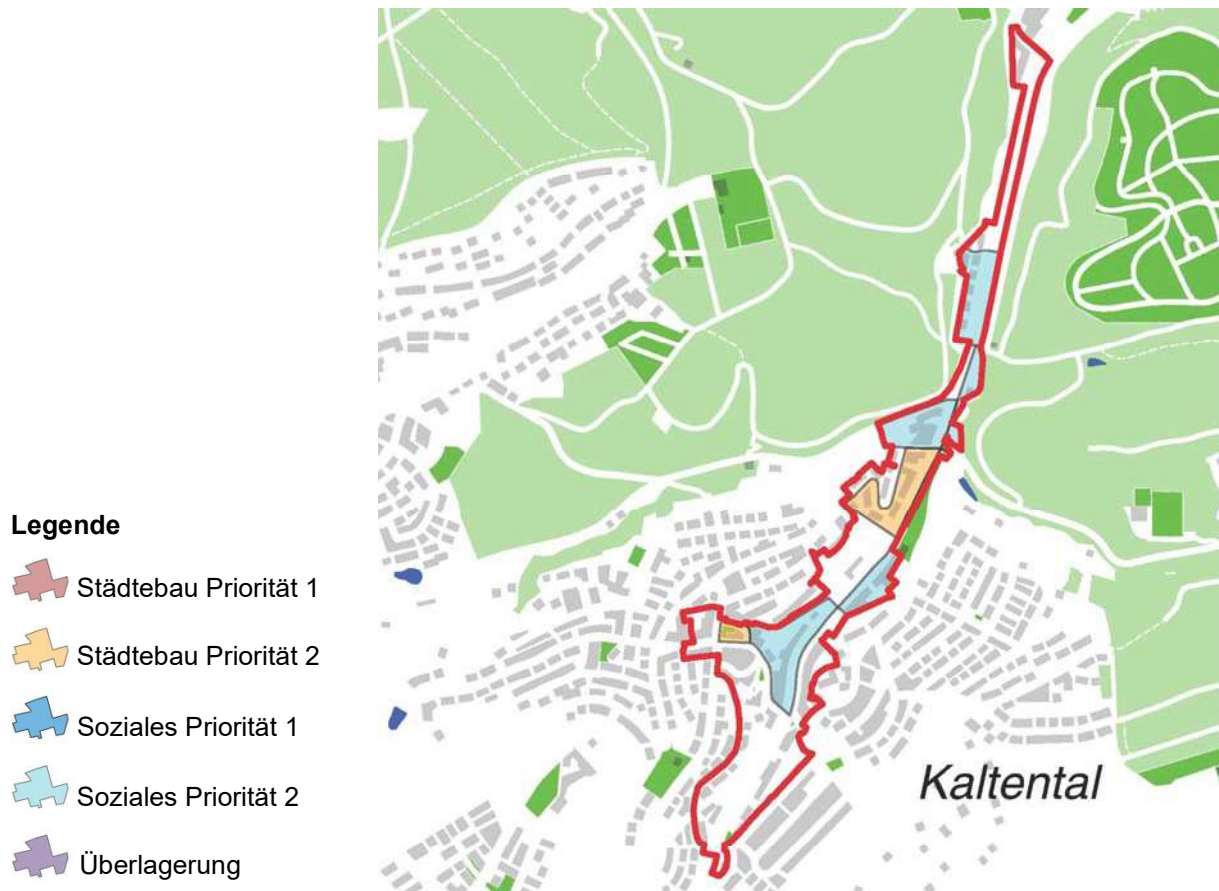 Legende
Städtebau Priorität 1
Städtebau Priorität 2
Soziales Priorität 1
Soziales Priorität 2
Überlagerung
Kaltental